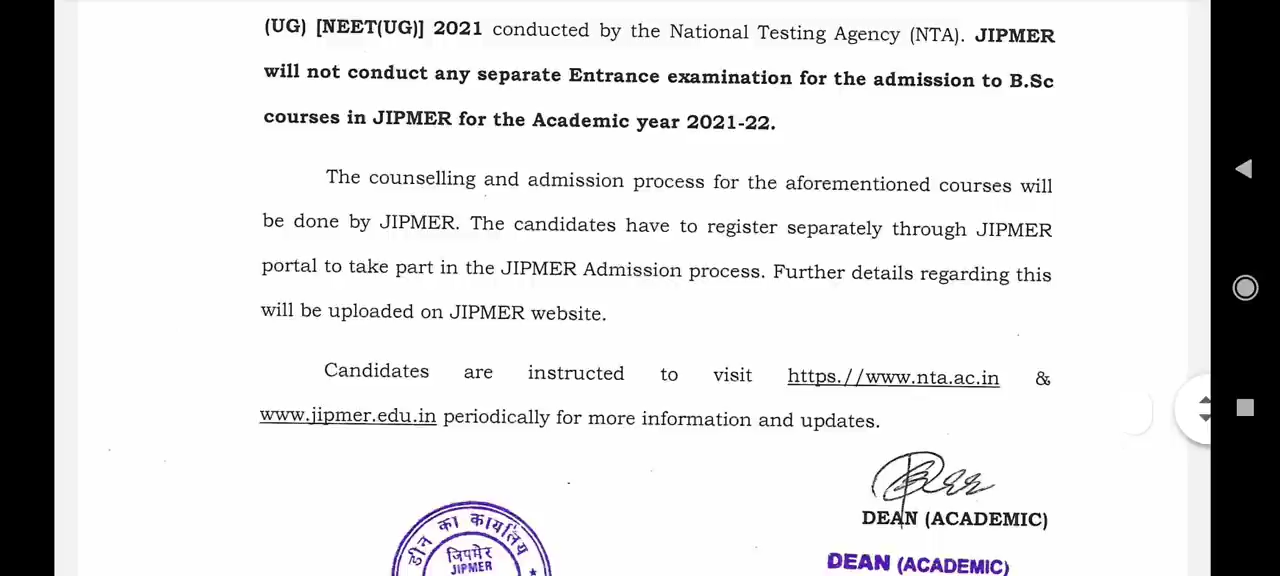 (UG) [NEET(UG)] 2021 conducted by the National Testing Agency (NTA). JIPMER
will not conduct any separate Entrance examination for the admission to B.Sc
courses in JIPMER for the Academic year 2021-22.
The counselling and admission process for the aforementioned courses will
be done by JIPMER. The candidates have to register separately through JIPMER
portal to take part in the JIPMER Admission process. Further details regarding this
will be uploaded on JIPMER website.
Candidates are instructed to visit https.//www.nta.ac.in &
www.jipmer.edu.in periodically for more information and updates.
DEAN (ACADEMIC)
DEAN (ACADEMIC)
डीन का कार्यालय
जिपमेर
JIPMER